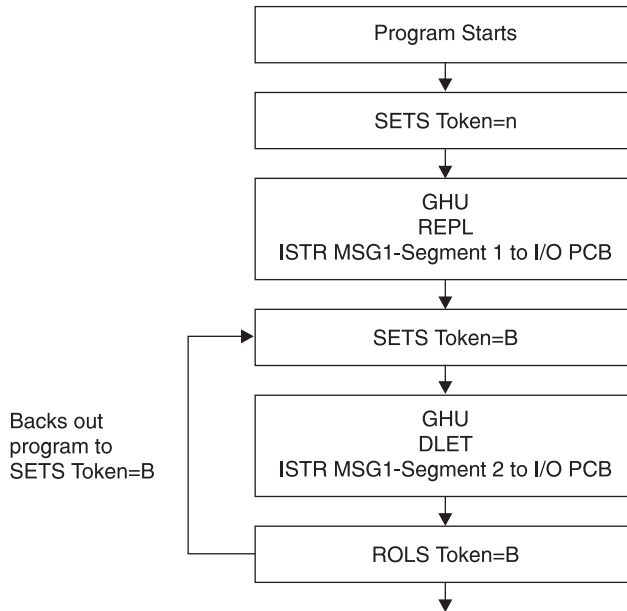 Program Starts
SETS Token=n
GHU
REPL
ISTR MSG1-Segment 1 to I/O PCB
SETS Token=B
GHU
DLET
ISTR MSG1-Segment 2 to I/O PCB
ROLS Token=B
Backs out
program to
SETS Token=B